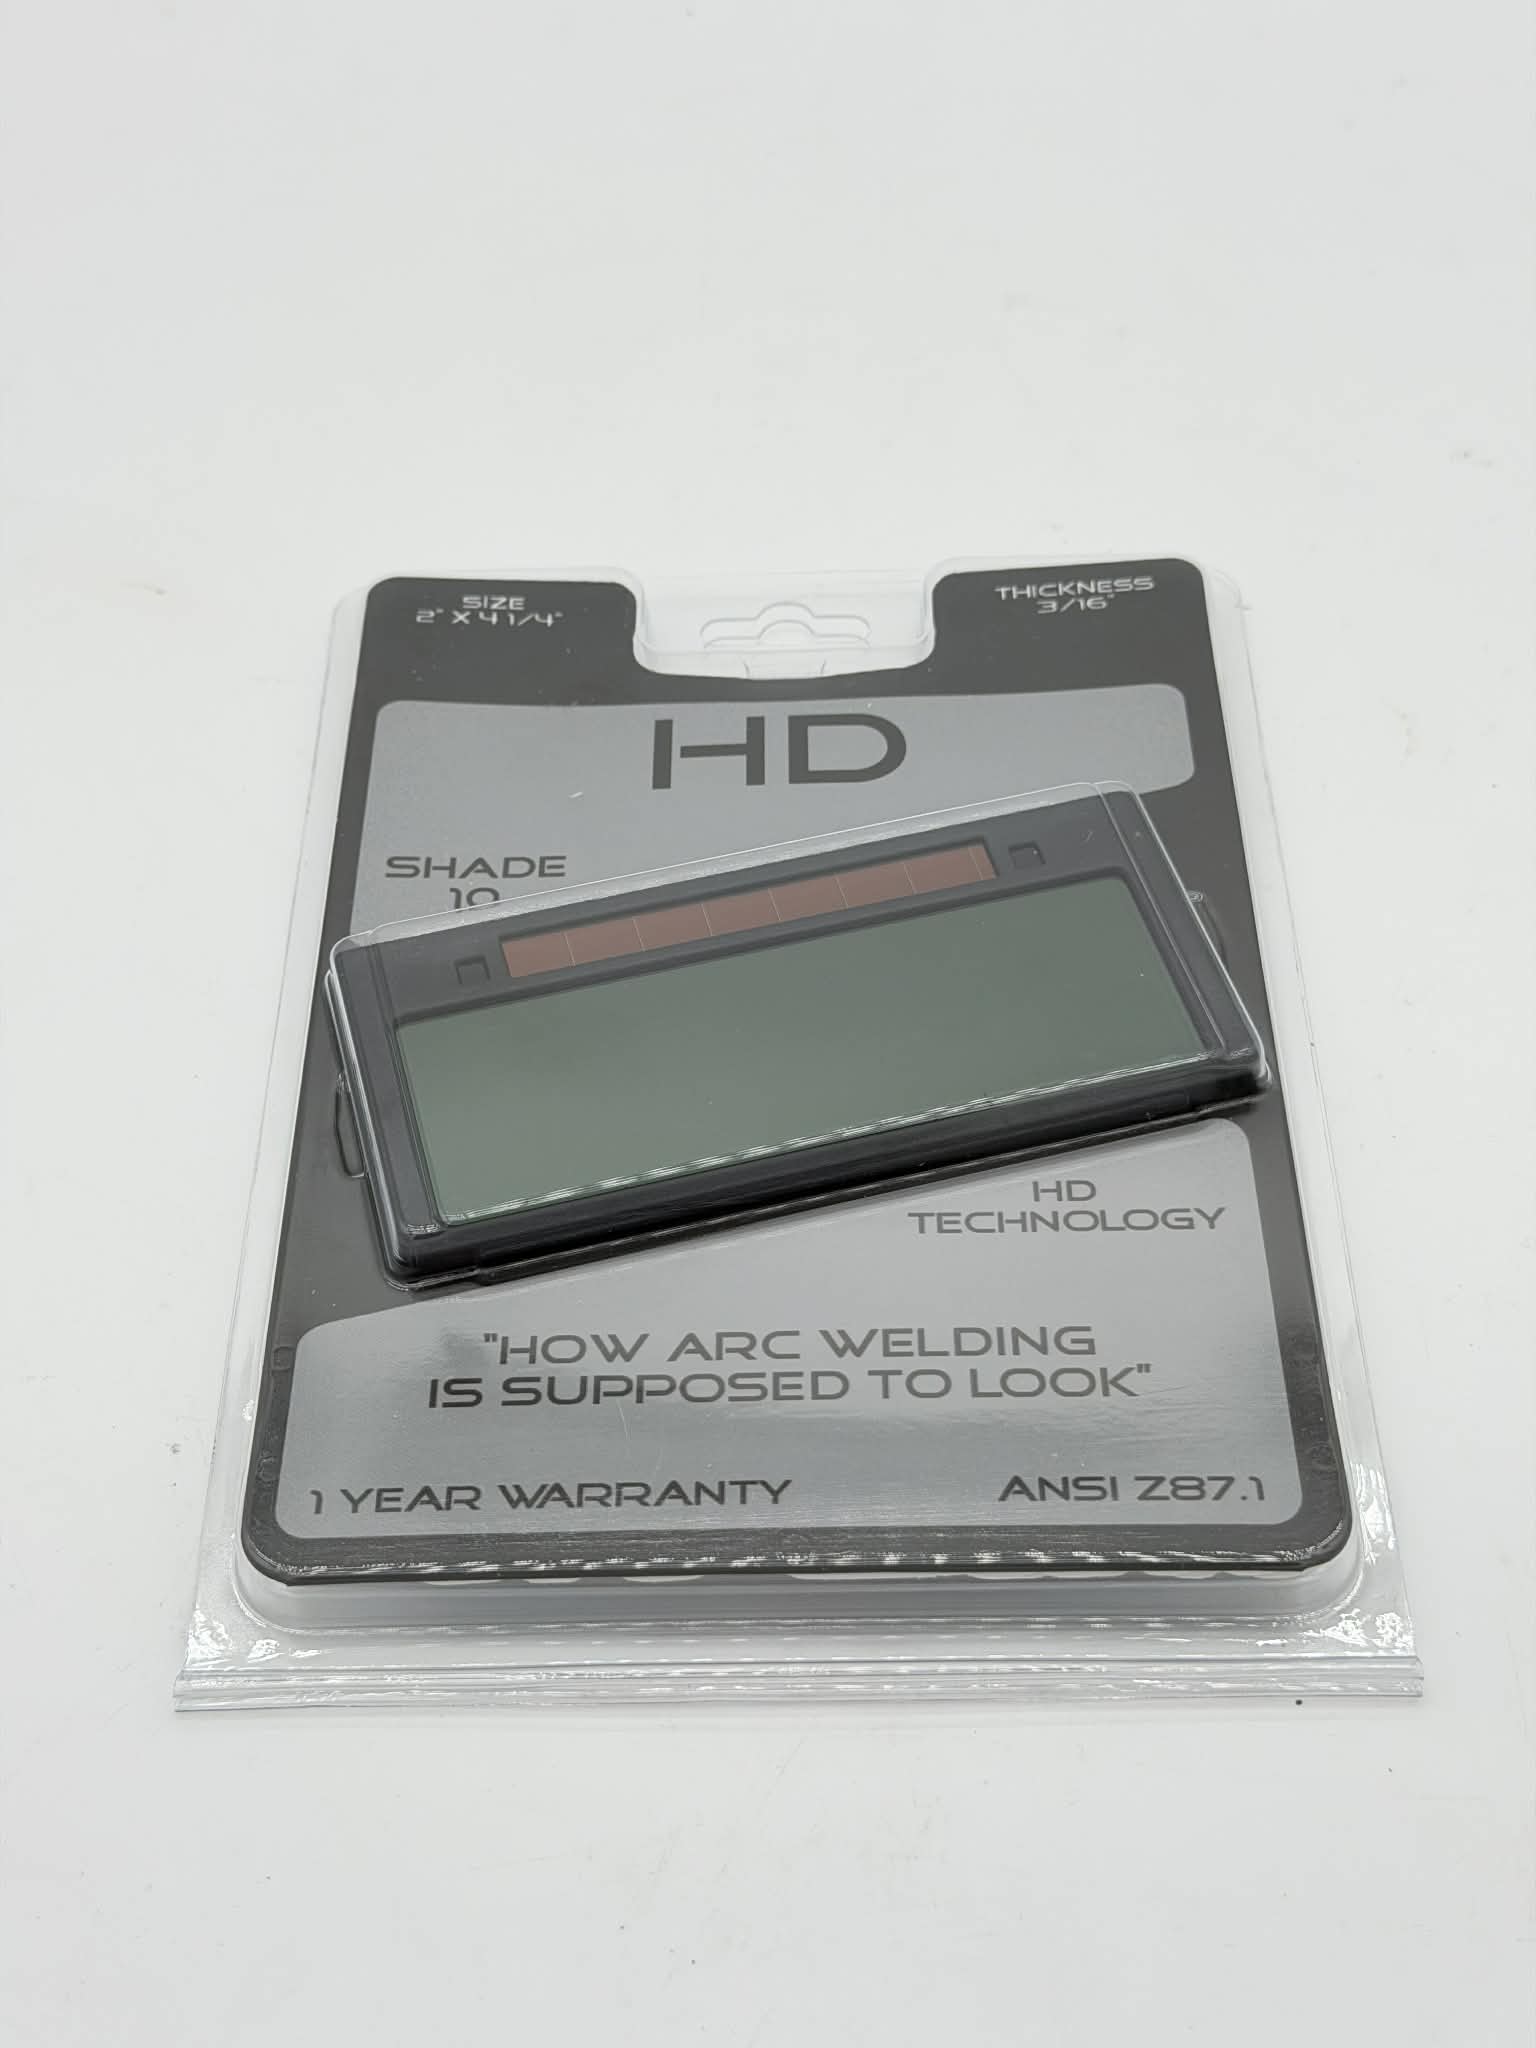 SIZE
2" X 4 1/4"
THICKNESS
3/16"
HD
SHADE
10
HD
TECHNOLOGY
"HOW ARC WELDING
IS SUPPOSED TO LOOK"
1 YEAR WARRANTY
ANSI Z87.1